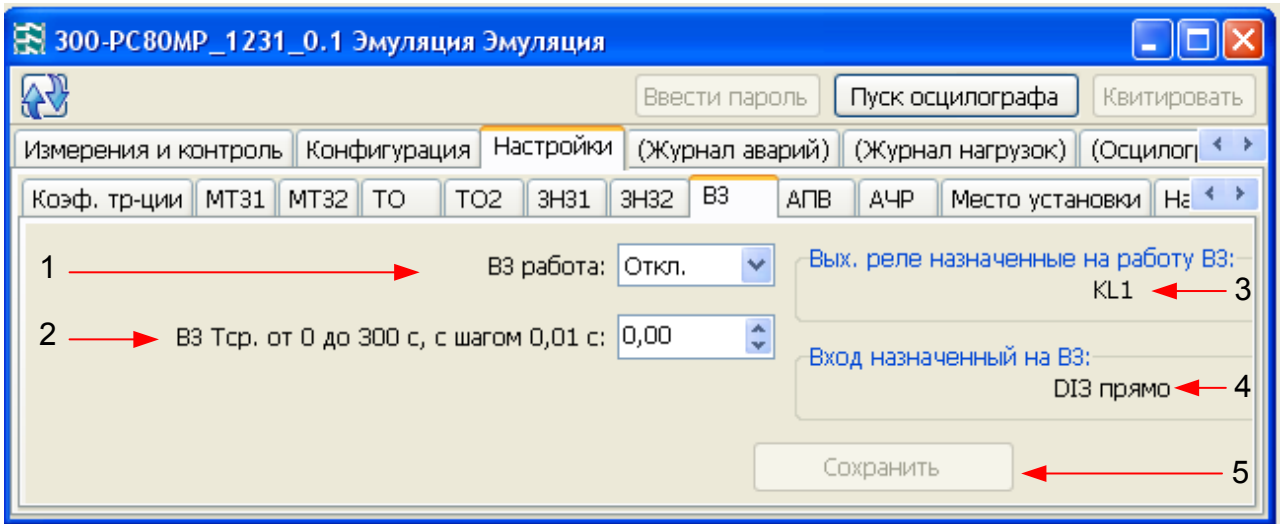 300-РС80МР_1231_0.1 Эмуляция Эмуляция
Ввести пароль Пуск осцилографа Квитировать
Измерения и контроль Конфигурация Настройки (Журнал аварий) (Журнал нагрузок) (Осцилог
Коэф. тр-ции МТЗ1 МТЗ2 ТО ТО2 ЗНЗ1 ЗНЗ2 ВЗ АПВ АЧР Место установки На
1 ВЗ работа: Откл.
Вых. реле назначенные на работу ВЗ:
KL1 3
2 ВЗ Тср. от 0 до 300 с, с шагом 0,01 с: 0,00
Вход назначенный на ВЗ:
DI3 прямо 4
Сохранить 5